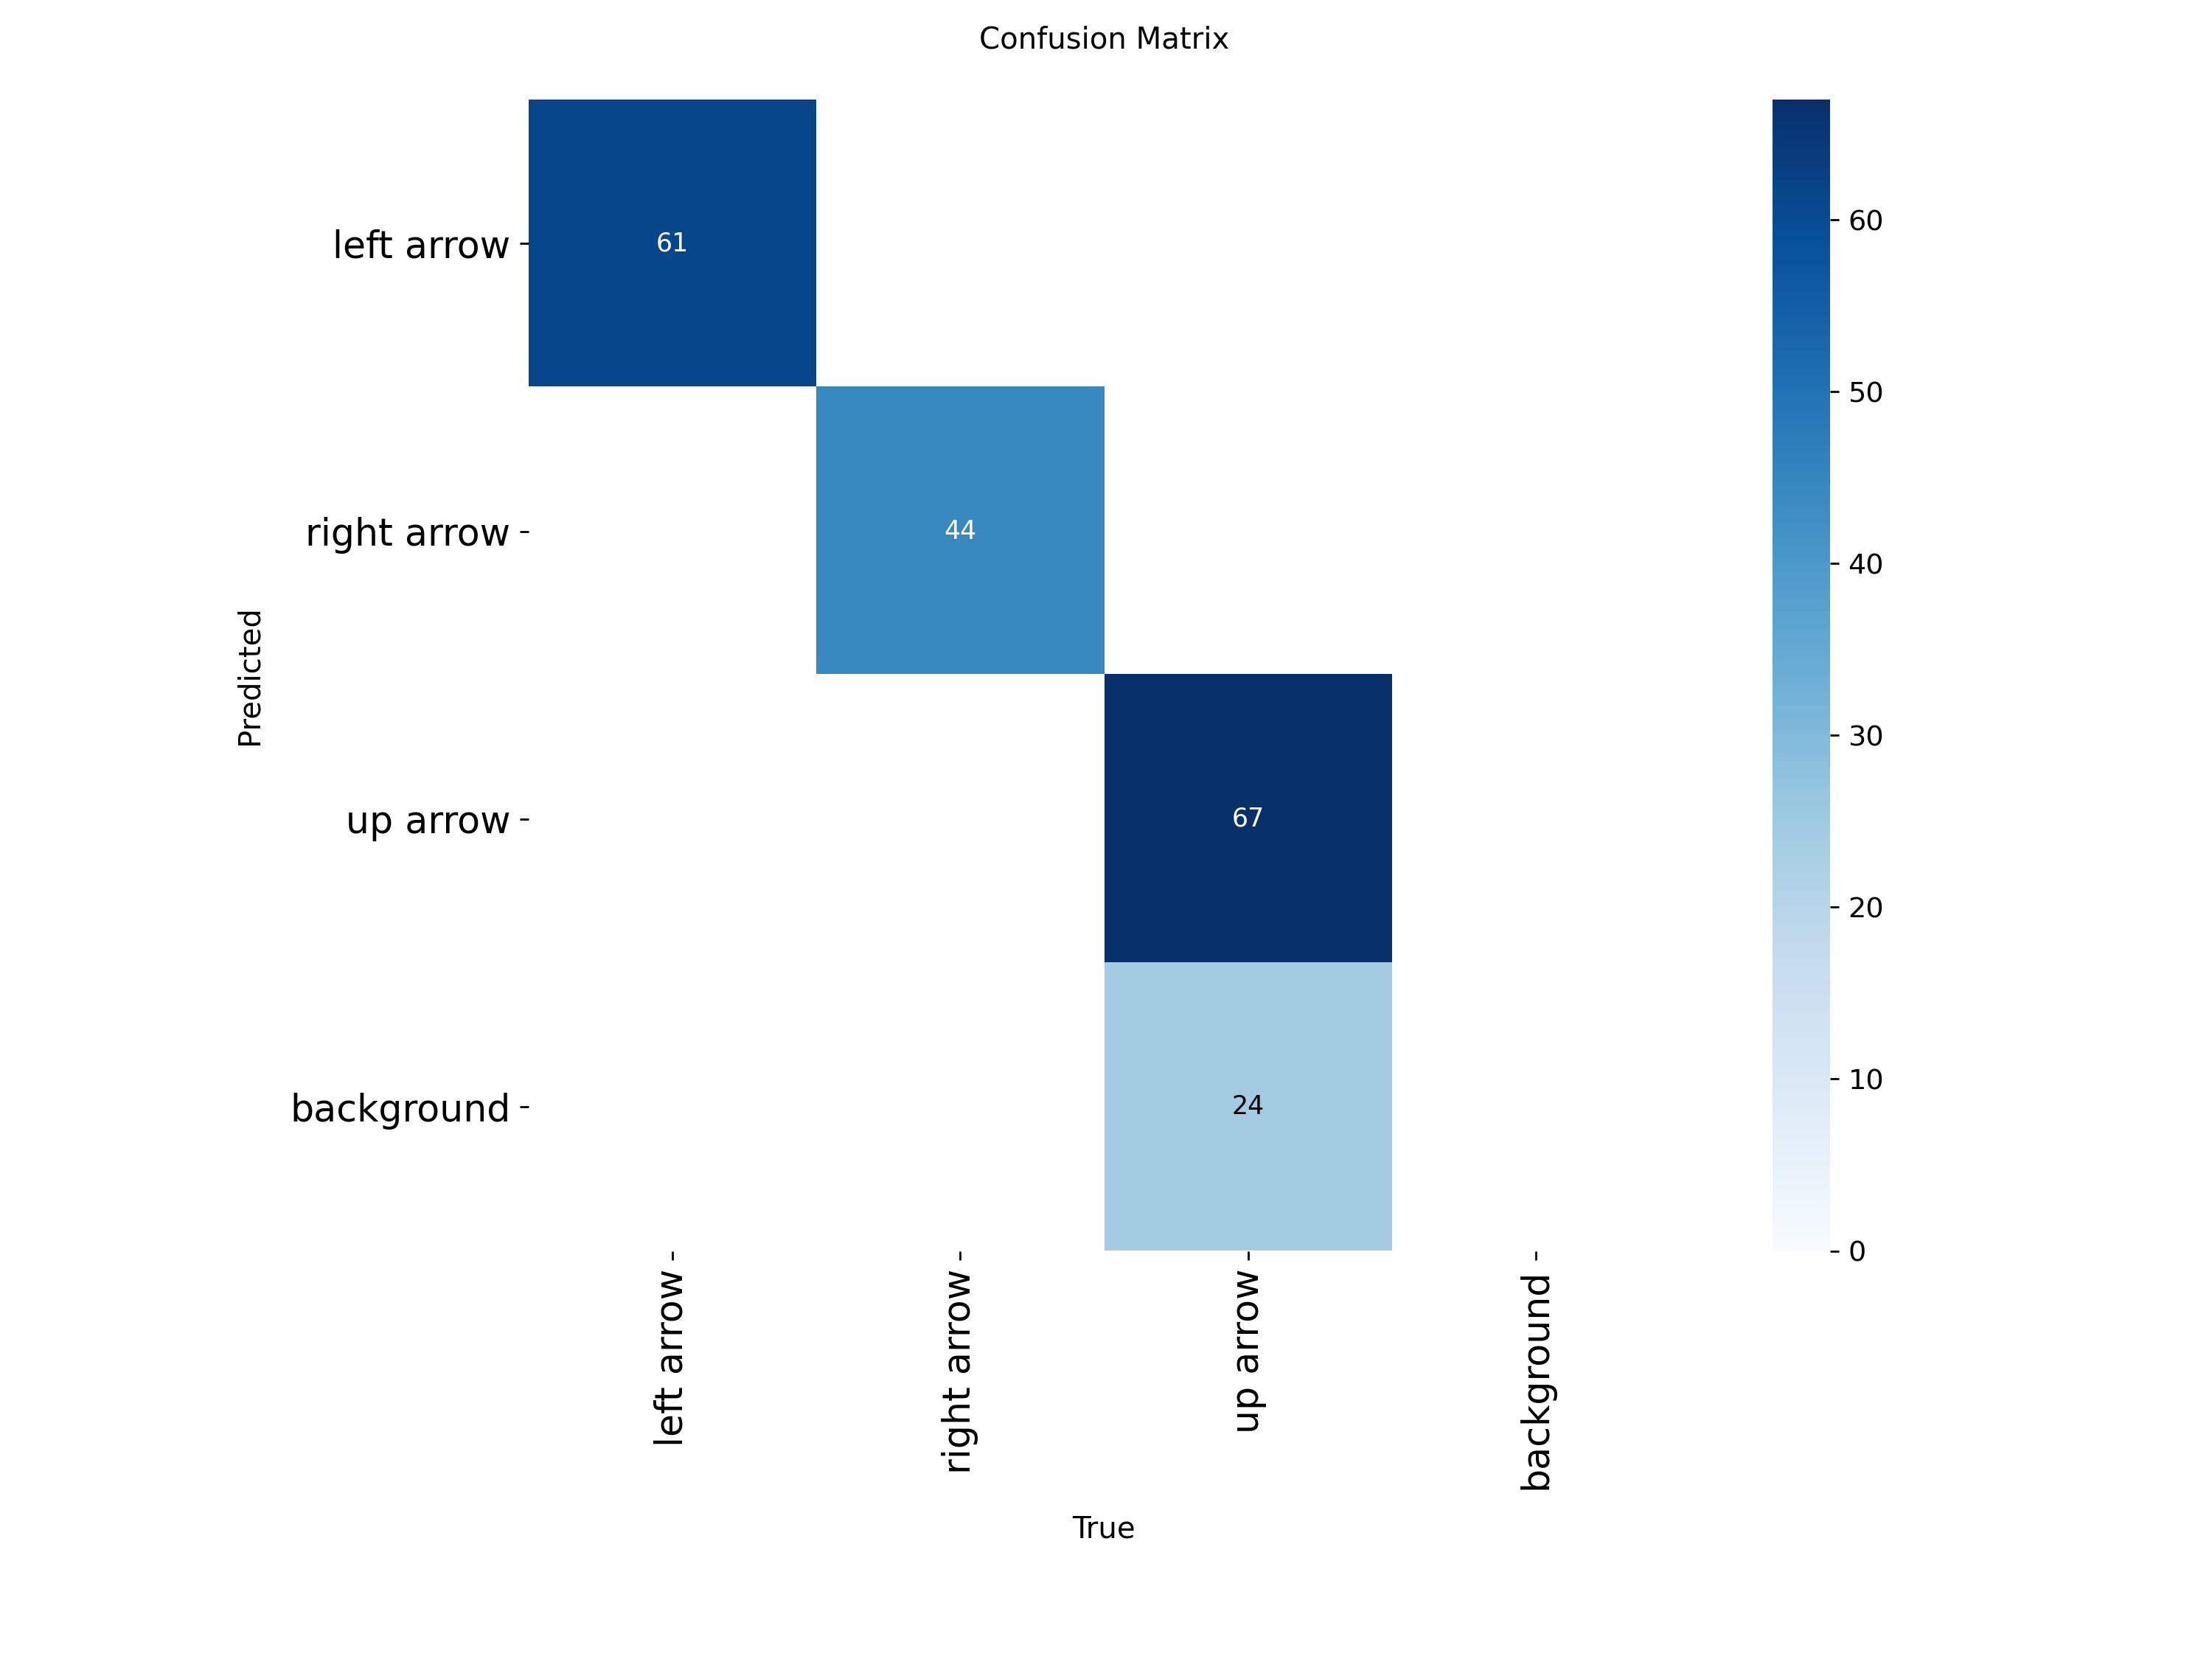 Confusion Matrix
left arrow
61
right arrow
44
up arrow
67
background
24
Predicted
left arrow
right arrow
up arrow
background
True
60
50
40
30
20
10
0